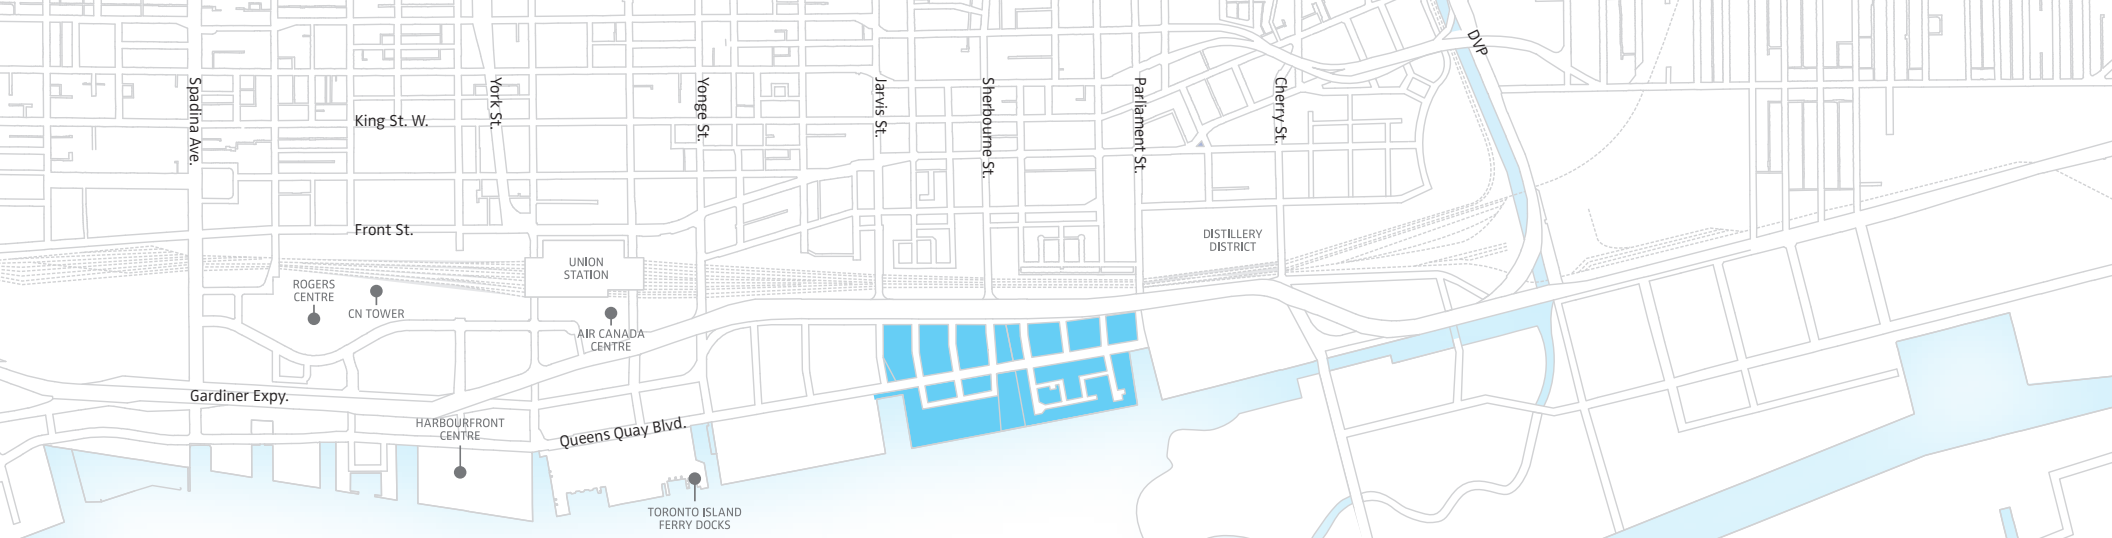 DVP
Spadina Ave.
York St.
Yonge St.
Jarvis St.
Sherbourne St.
Parliament St.
Cherry St.
King St. W.
Front St.
DISTILLERY
DISTRICT
UNION
STATION
ROGERS
CENTRE
CN TOWER
AIR CANADA
CENTRE
Gardiner Expy.
HARBOURFRONT
CENTRE
Queens Quay Blvd.
TORONTO ISLAND
FERRY DOCKS